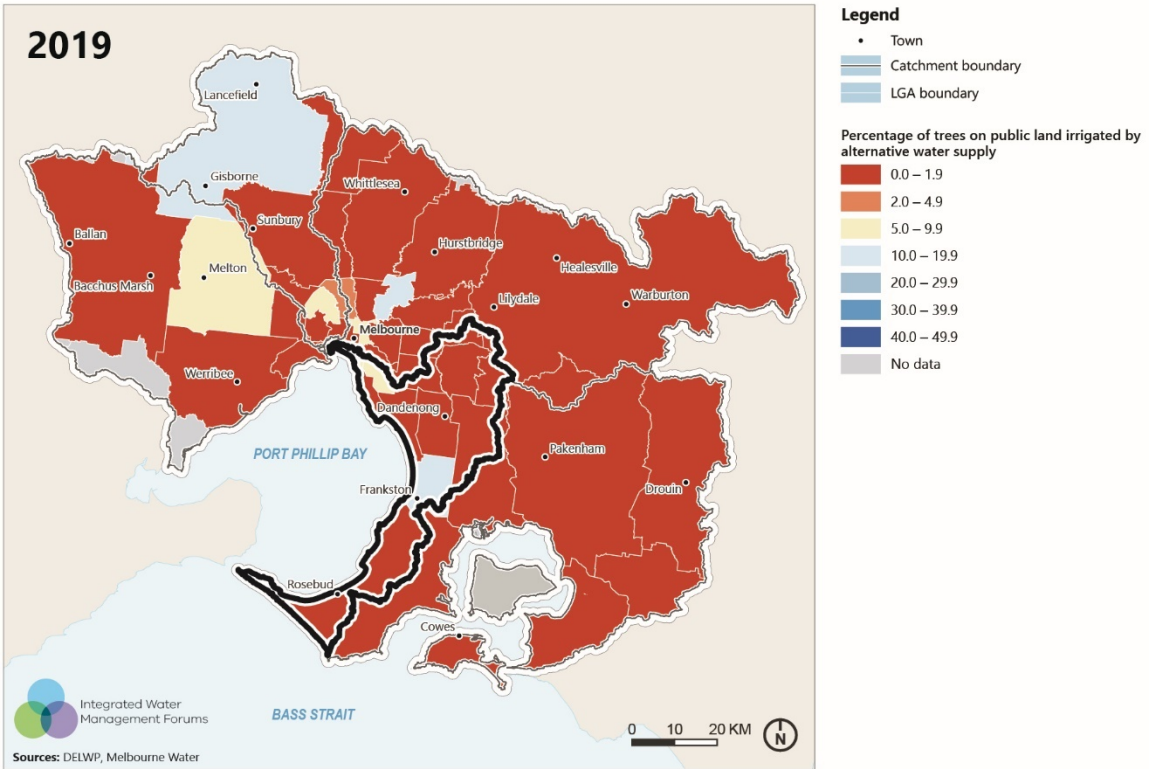 2019
Lancefield
Gisborne
Whittlesea
Sunbury
Ballan
Hurstbridge
Healesville
Melton
Bacchus Marsh
Lilydale
Warburton
Melbourne
Werribee
Dandenong
PORT PHILLIP BAY
Pakenham
Frankston
Drouin
Rosebud
Cowes
BASS STRAIT
Integrated Water
Management Forums
Sources: DELWP, Melbourne Water
0 10 20 KM
N
Legend
Town
Catchment boundary
LGA boundary
Percentage of trees on public land irrigated by
alternative water supply
0.0 – 1.9
2.0 – 4.9
5.0 – 9.9
10.0 – 19.9
20.0 – 29.9
30.0 – 39.9
40.0 – 49.9
No data